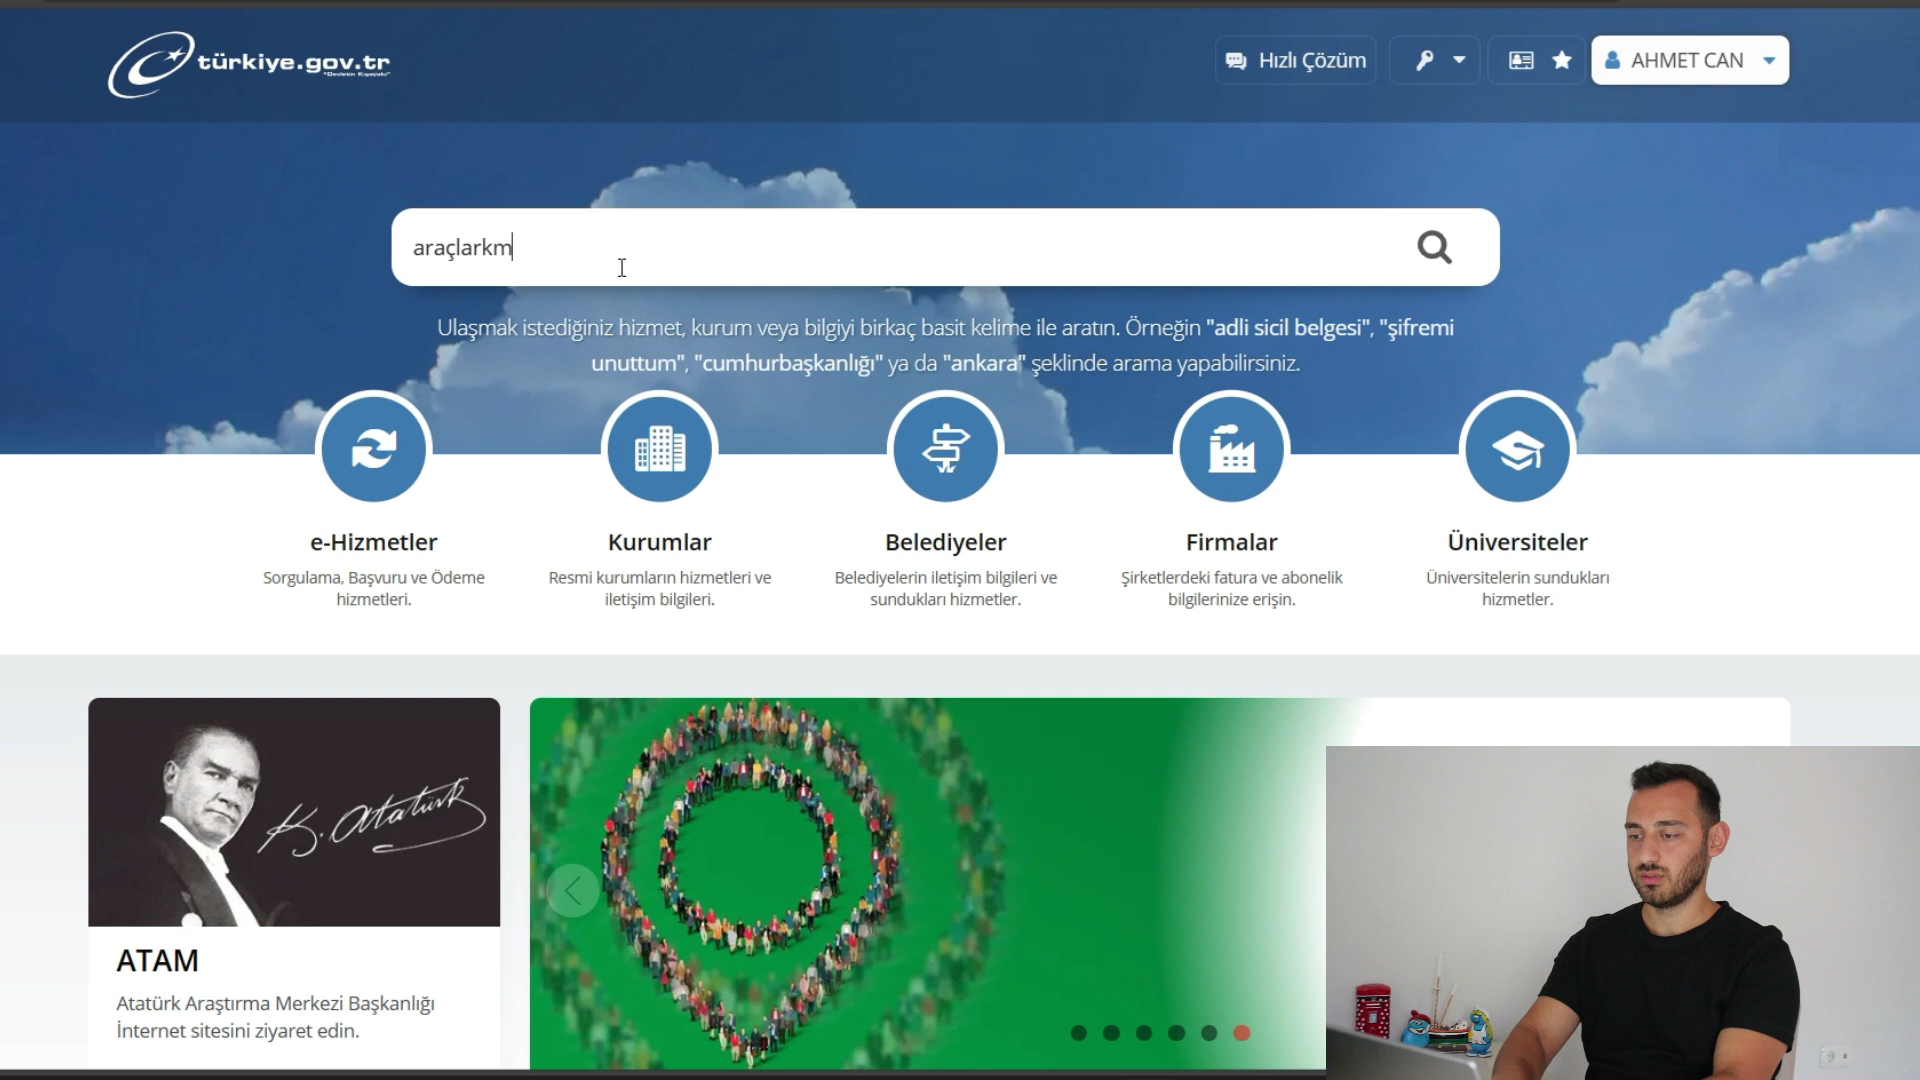 türkiye.gov.tr
"Devletin Kısayolu"
Hızlı Çözüm
AHMET CAN
araçlarkm
Ulaşmak istediğiniz hizmet, kurum veya bilgiyi birkaç basit kelime ile aratın. Örneğin "adli sicil belgesi", "şifremi
unuttum", "cumhurbaşkanlığı" ya da "ankara" şeklinde arama yapabilirsiniz.
e-Hizmetler
Sorgulama, Başvuru ve Ödeme
hizmetleri.
Kurumlar
Resmi kurumların hizmetleri ve
iletişim bilgileri.
Belediyeler
Belediyelerin iletişim bilgileri ve
sundukları hizmetler.
Firmalar
Şirketlerdeki fatura ve abonelik
bilgilerinize erişin.
Üniversiteler
Üniversitelerin sundukları
hizmetler.
K. Atatürk
ATAM
Atatürk Araştırma Merkezi Başkanlığı
İnternet sitesini ziyaret edin.